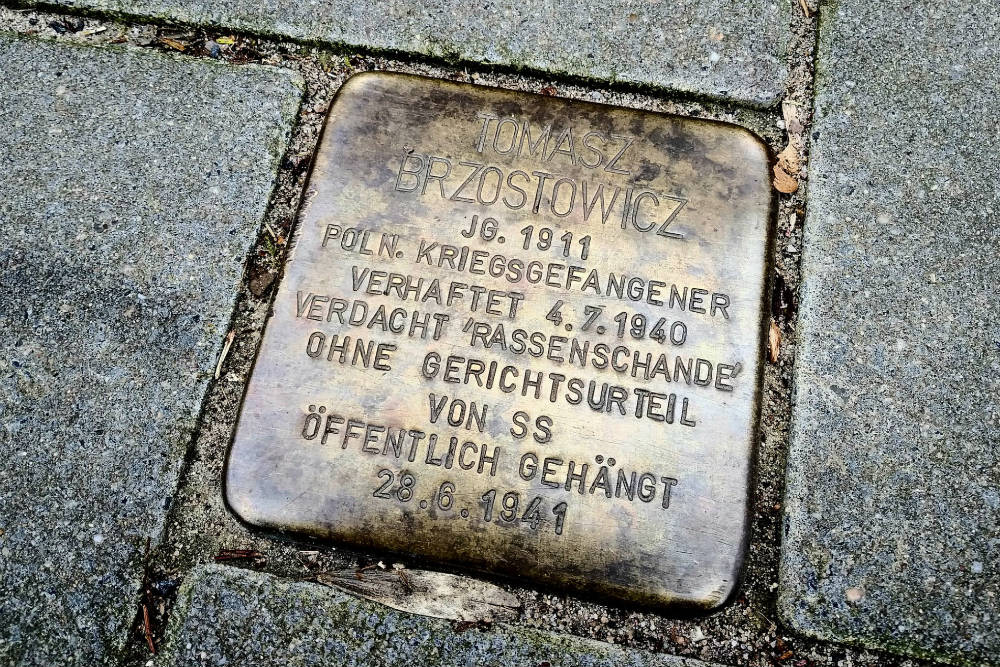 TOMASZ
BRZOSTOWICZ
JG. 1911
POLN. KRIEGSGEFANGENER
VERHAFTET 4.7.1940
VERDACHT 'RASSENSCHANDE'
OHNE GERICHTSURTEIL
VON SS
ÖFFENTLICH GEHÄNGT
28.6.1941